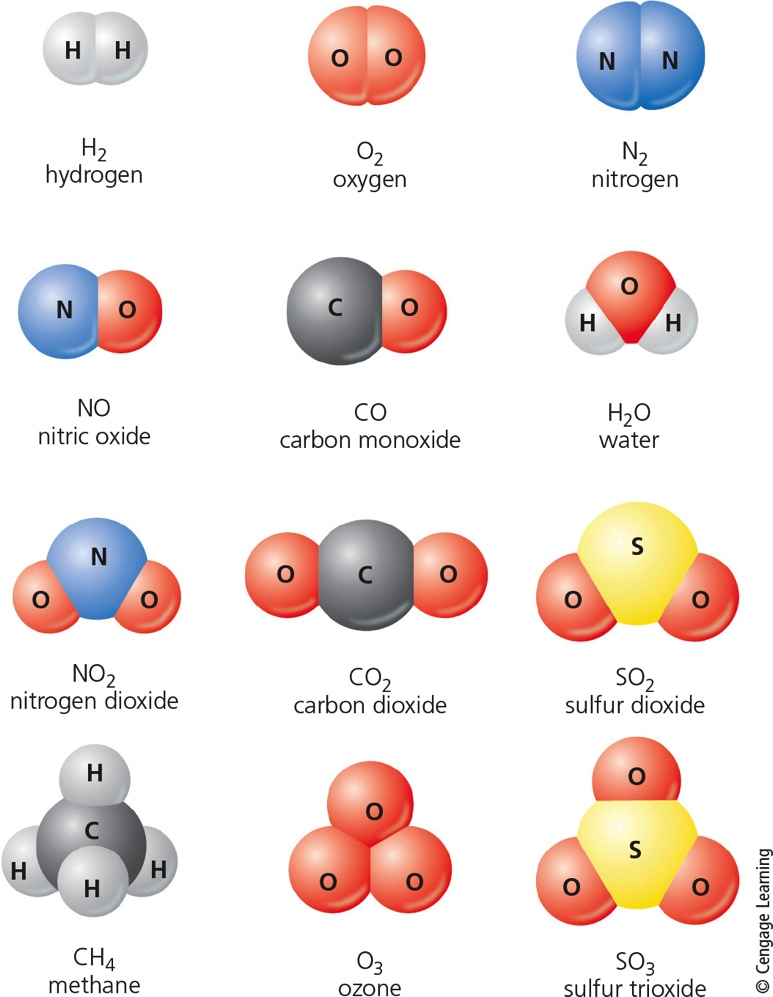 H H
O O
N N
H₂
hydrogen
O₂
oxygen
N₂
nitrogen
N O
C O
O
H H
NO
nitric oxide
CO
carbon monoxide
H₂O
water
N
O O
O C O
S
O O
NO₂
nitrogen dioxide
CO₂
carbon dioxide
SO₂
sulfur dioxide
H
C
H H H
O
O O
O
S
O O
CH₄
methane
O₃
ozone
SO₃
sulfur trioxide
© Cengage Learning